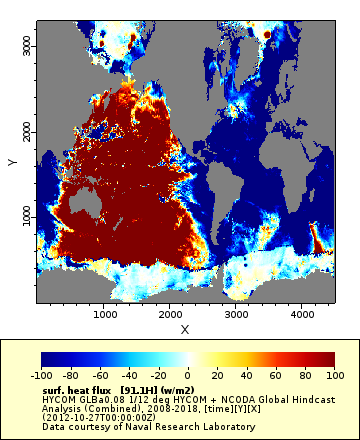 3000
2000
1000
Y
1000 2000 3000 4000
X
-100 -80 -60 -40 -20 0 20 40 60 80 100
surf. heat flux [91.1H] (w/m2)
HYCOM GLBa0.08 1/12 deg HYCOM + NCODA Global Hindcast
Analysis (Combined), 2008-2018, [time][Y][X]
(2012-10-27T00:00:00Z)
Data courtesy of Naval Research Laboratory